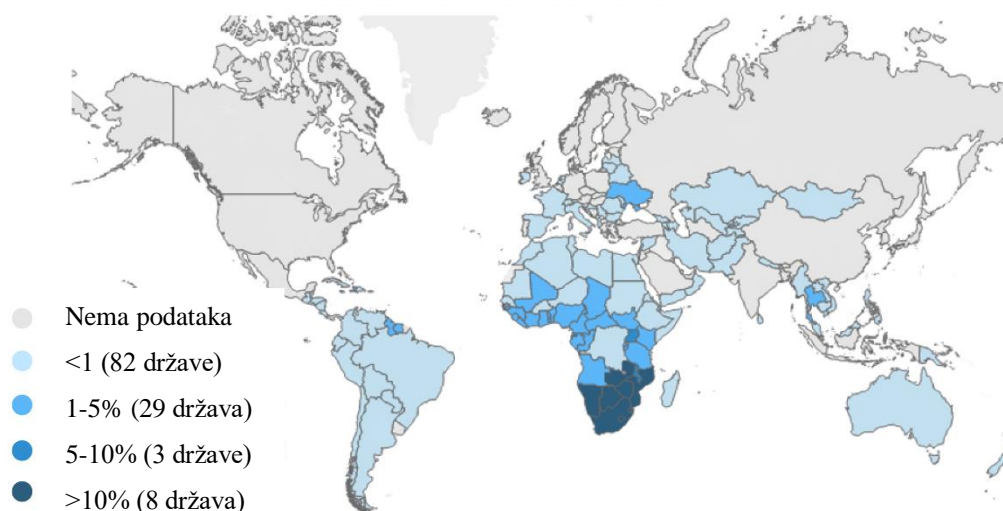 Nema podataka
<1 (82 države)
1-5% (29 država)
5-10% (3 države)
>10% (8 država)